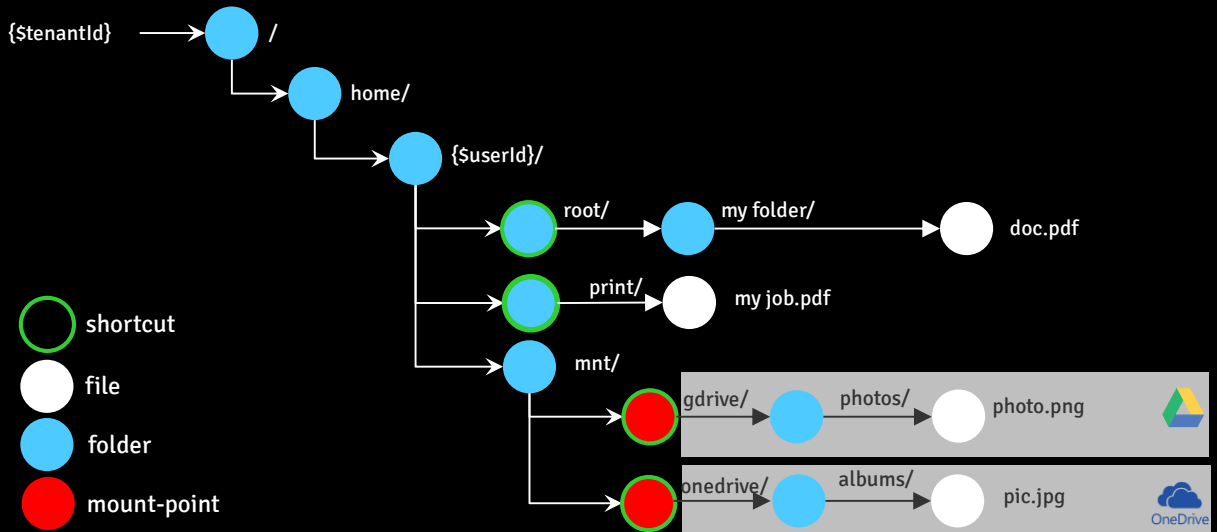 {$tenantId}
/
home/
{$userId}/
root/
my folder/
doc.pdf
print/
my job.pdf
shortcut
mnt/
file
gdrive/
photos/
photo.png
folder
onedrive/
albums/
pic.jpg
mount-point
OneDrive